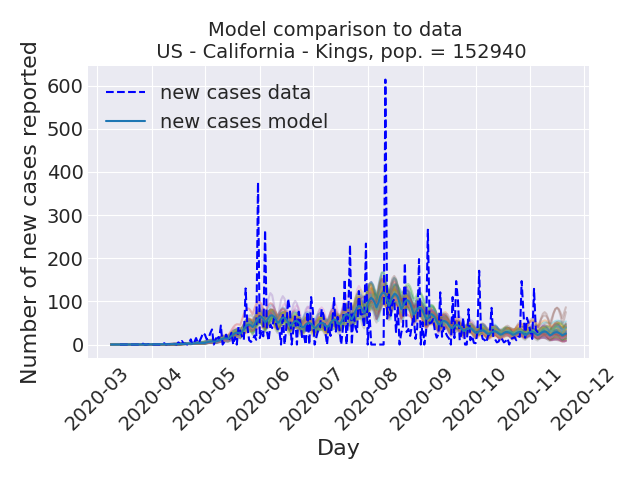 Model comparison to data
US - California - Kings, pop. = 152940
Number of new cases reported
600
500
400
300
200
100
0
new cases data
new cases model
2020-03
2020-04
2020-05
2020-06
2020-07
2020-08
2020-09
2020-10
2020-11
2020-12
Day